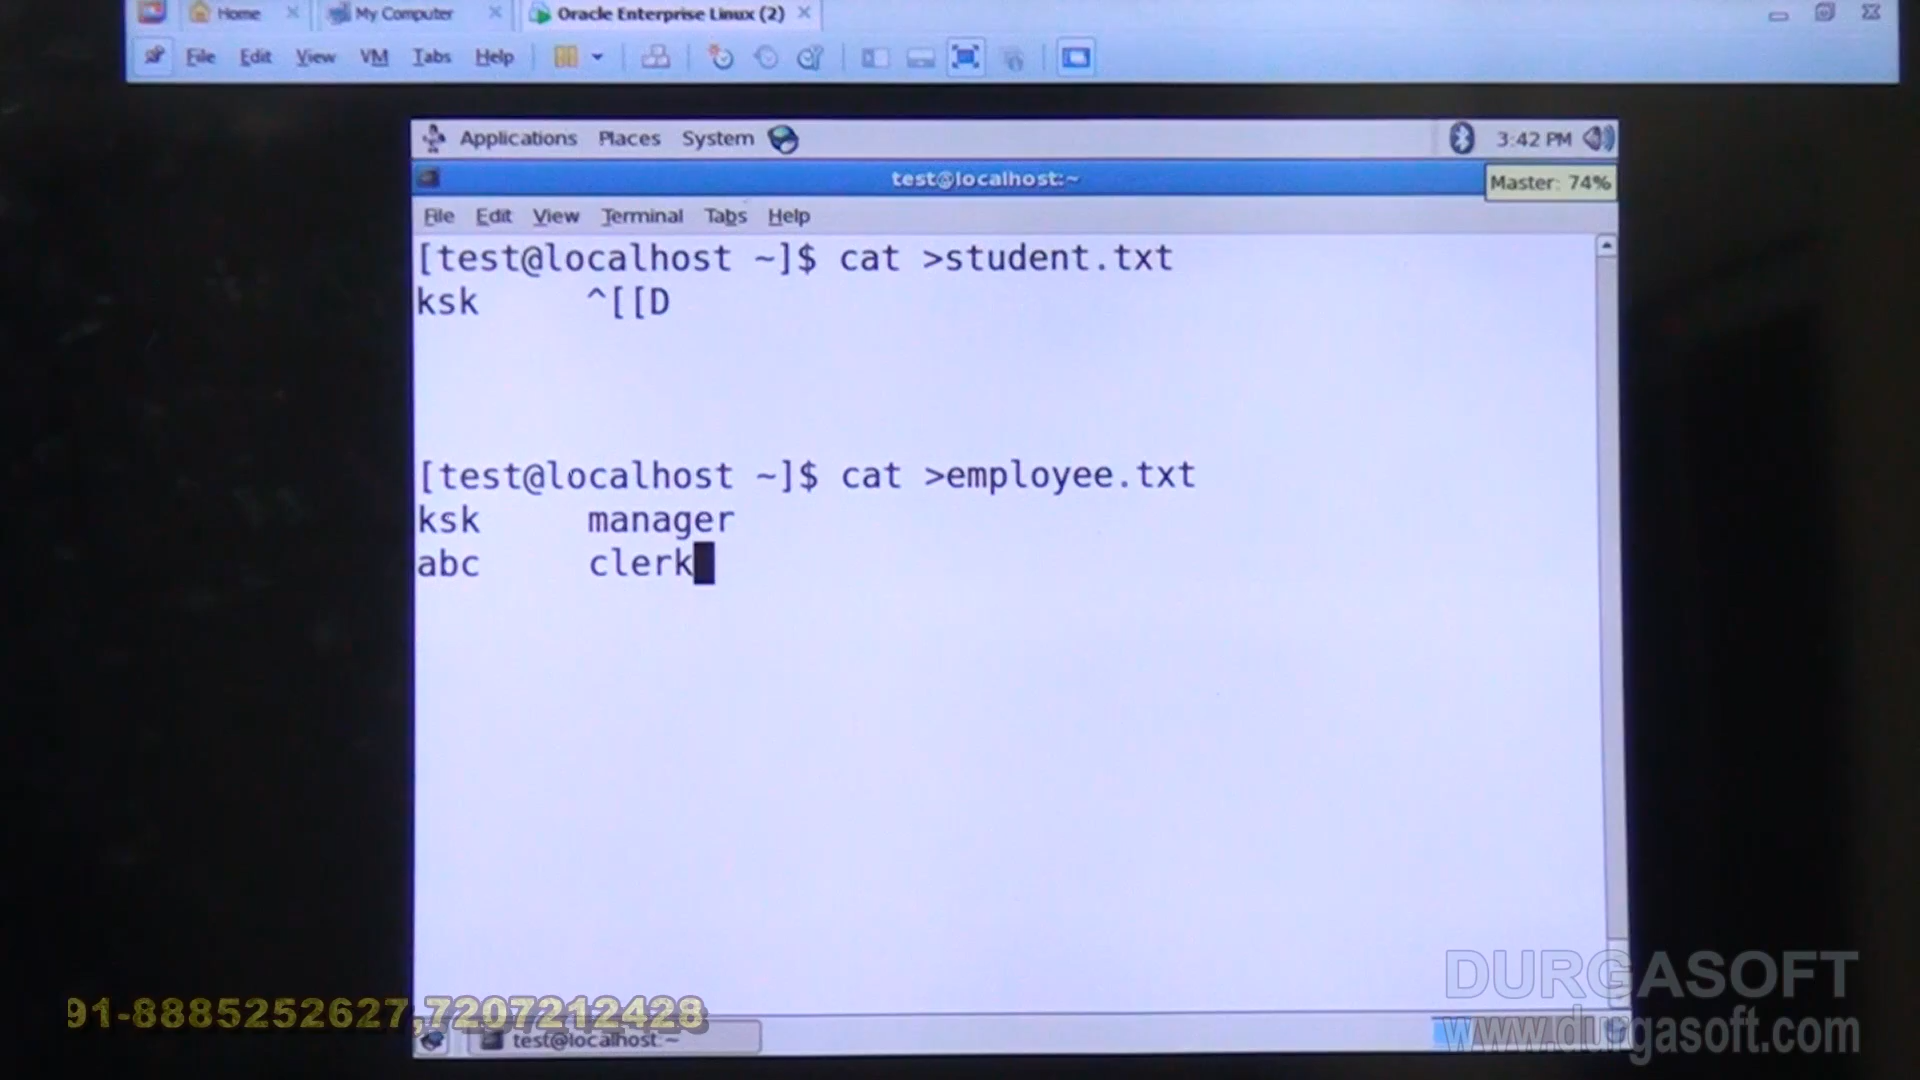 Home My Computer Oracle Enterprise Linux (2)
File Edit View VM Tabs Help
Applications Places System 3:42 PM
test@localhost:~
Master: 74%
File Edit View Terminal Tabs Help
[test@localhost ~]$ cat >student.txt
ksk ^[[D
[test@localhost ~]$ cat >employee.txt
ksk manager
abc clerk
DURGASOFT
91-8885252627,7207212428
www.durgasoft.com
test@localhost:~